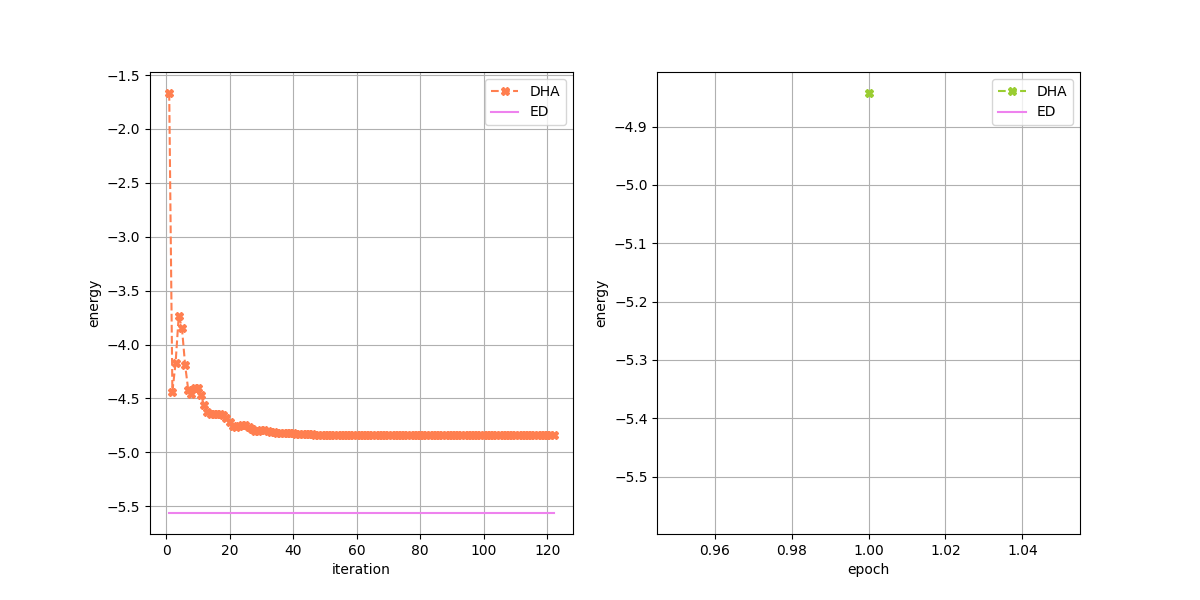 −1.5
−2.0
−2.5
−3.0
−3.5
−4.0
−4.5
−5.0
−5.5
energy
0 20 40 60 80 100 120
iteration
DHA
ED
−4.9
−5.0
−5.1
−5.2
−5.3
−5.4
−5.5
energy
0.96 0.98 1.00 1.02 1.04
epoch
DHA
ED